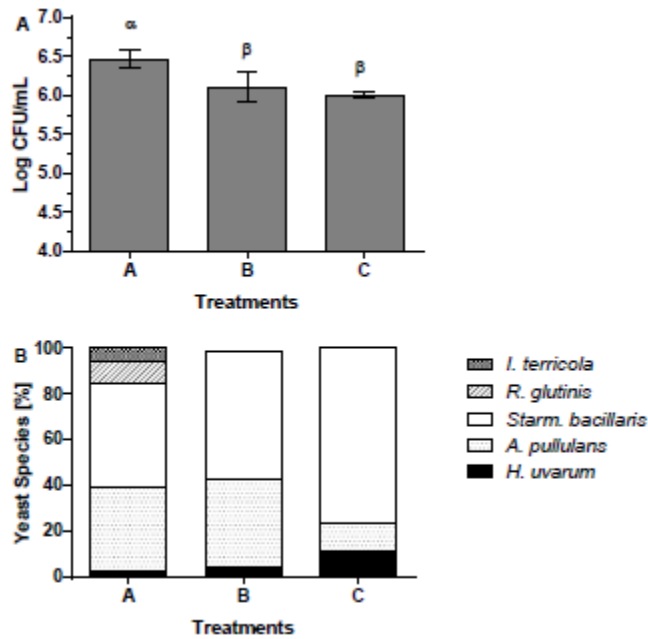 A
7.0
α
6.5
β
β
6.0
5.5
5.0
4.5
4.0
Log CFU/mL
A B C
Treatments
B
100
80
60
40
20
0
Yeast Species [%]
A B C
Treatments
I. terricola
R. glutinis
Starm. bacillaris
A. pullulans
H. uvarum